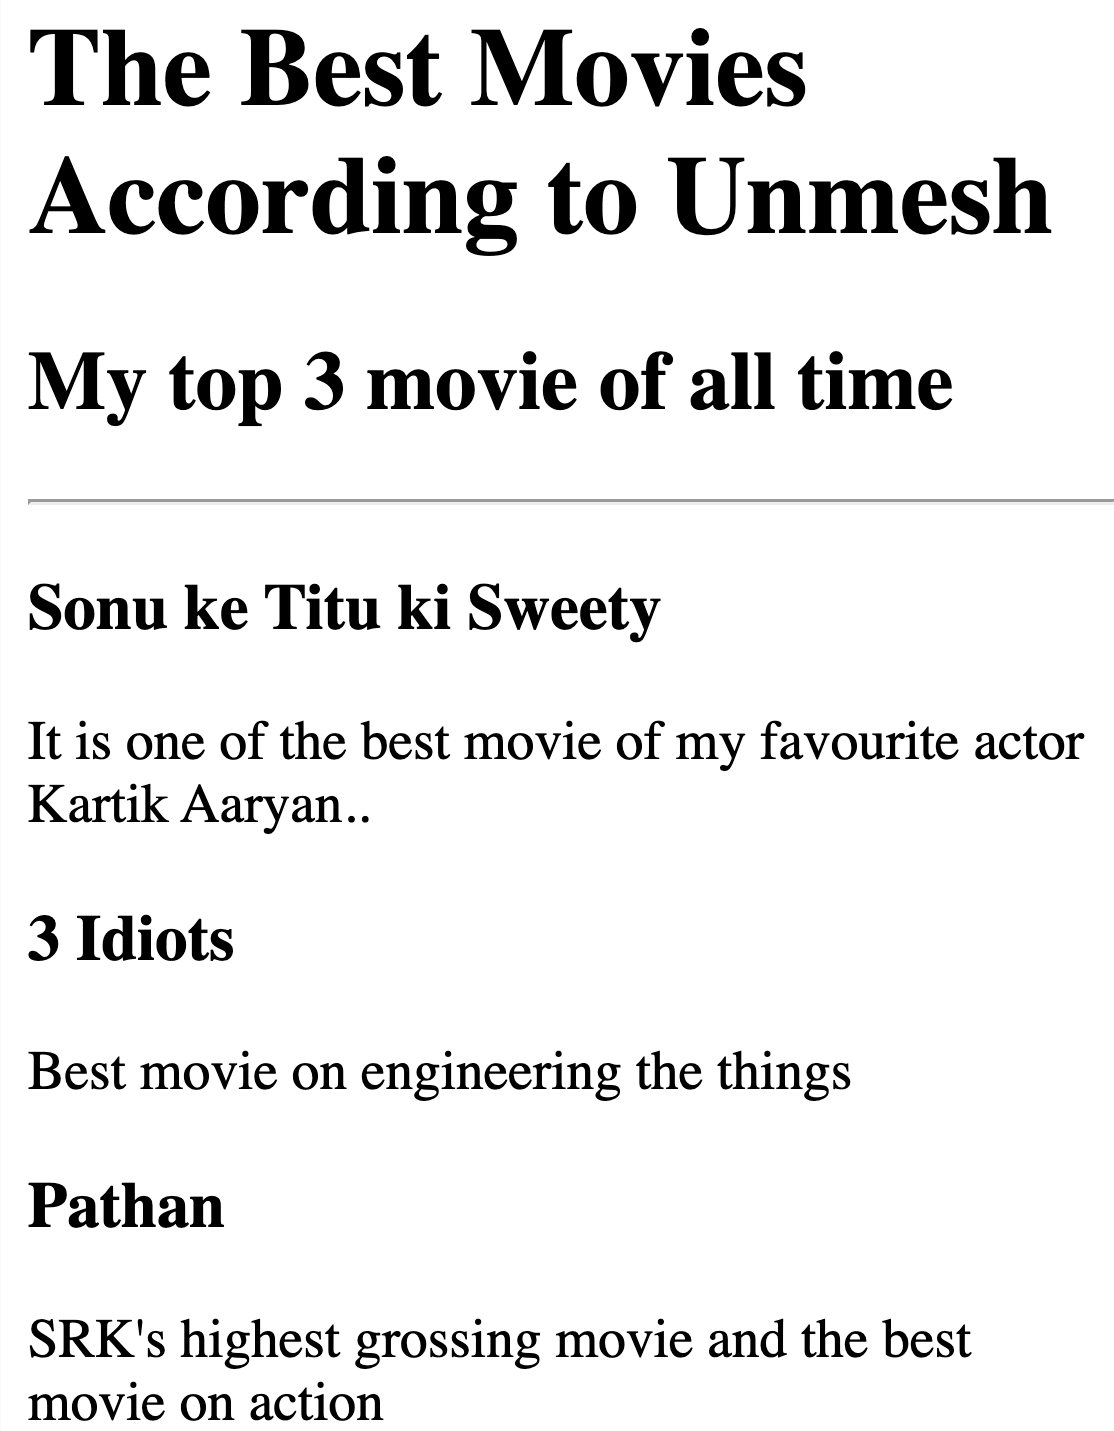 The Best Movies
According to Unmesh
My top 3 movie of all time
Sonu ke Titu ki Sweety
It is one of the best movie of my favourite actor
Kartik Aaryan..
3 Idiots
Best movie on engineering the things
Pathan
SRK's highest grossing movie and the best
movie on action